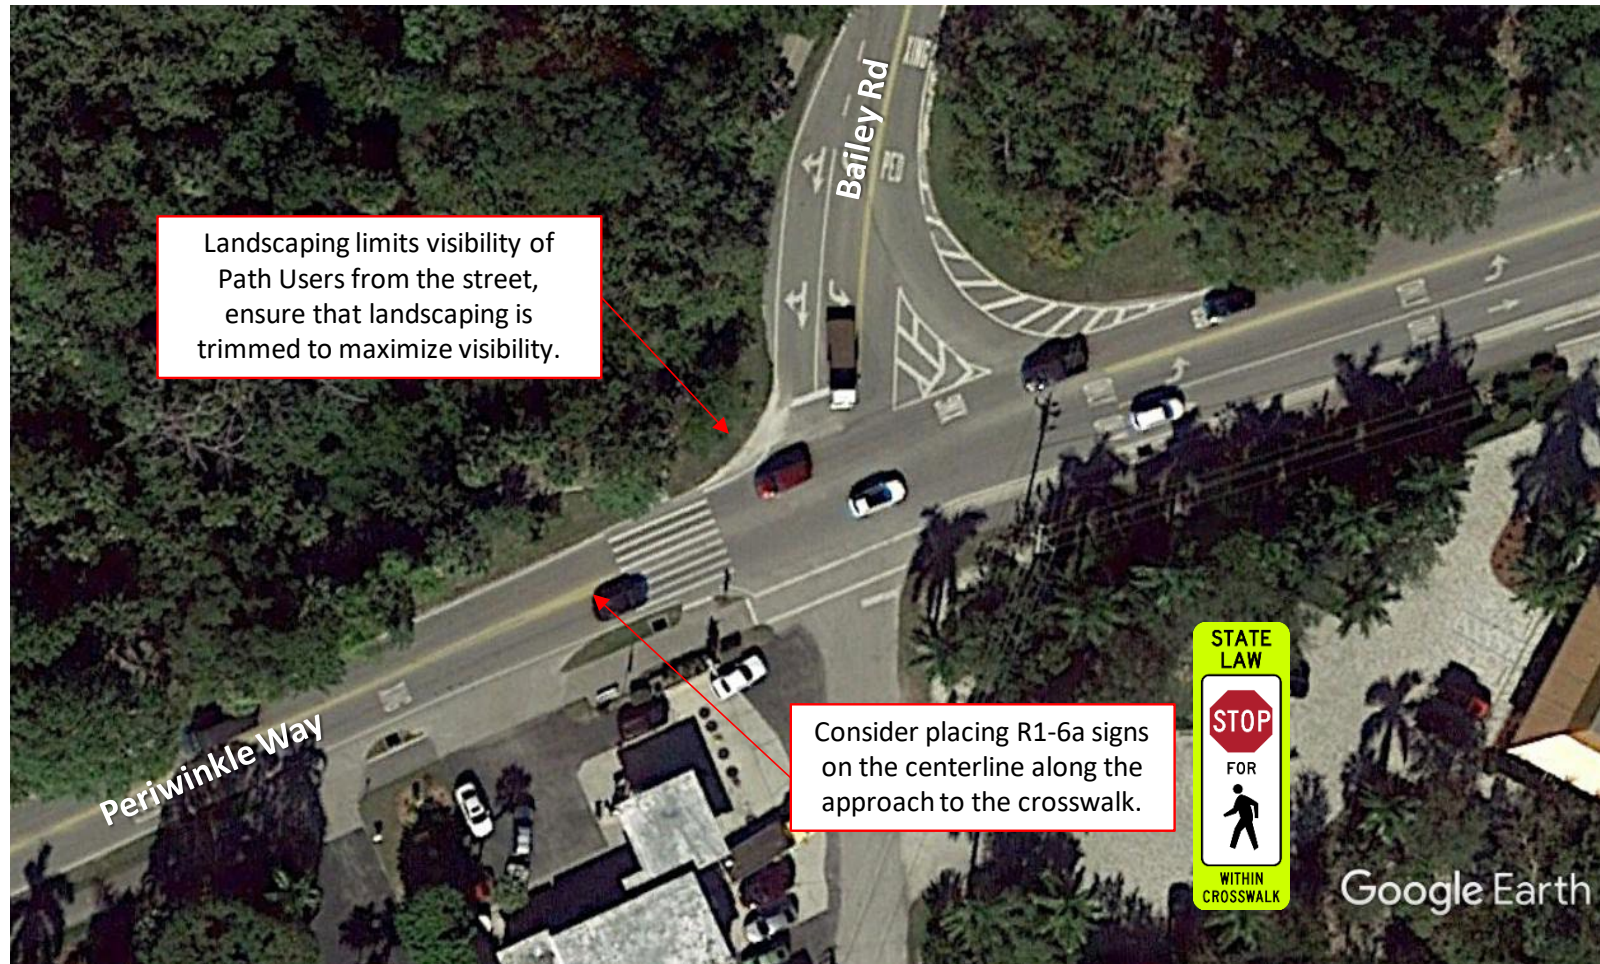 Bailey Rd
Landscaping limits visibility of
Path Users from the street,
ensure that landscaping is
trimmed to maximize visibility.
Periwinkle Way
Consider placing R1-6a signs
on the centerline along the
approach to the crosswalk.
STATE
LAW
STOP
FOR
WITHIN
CROSSWALK
Google Earth